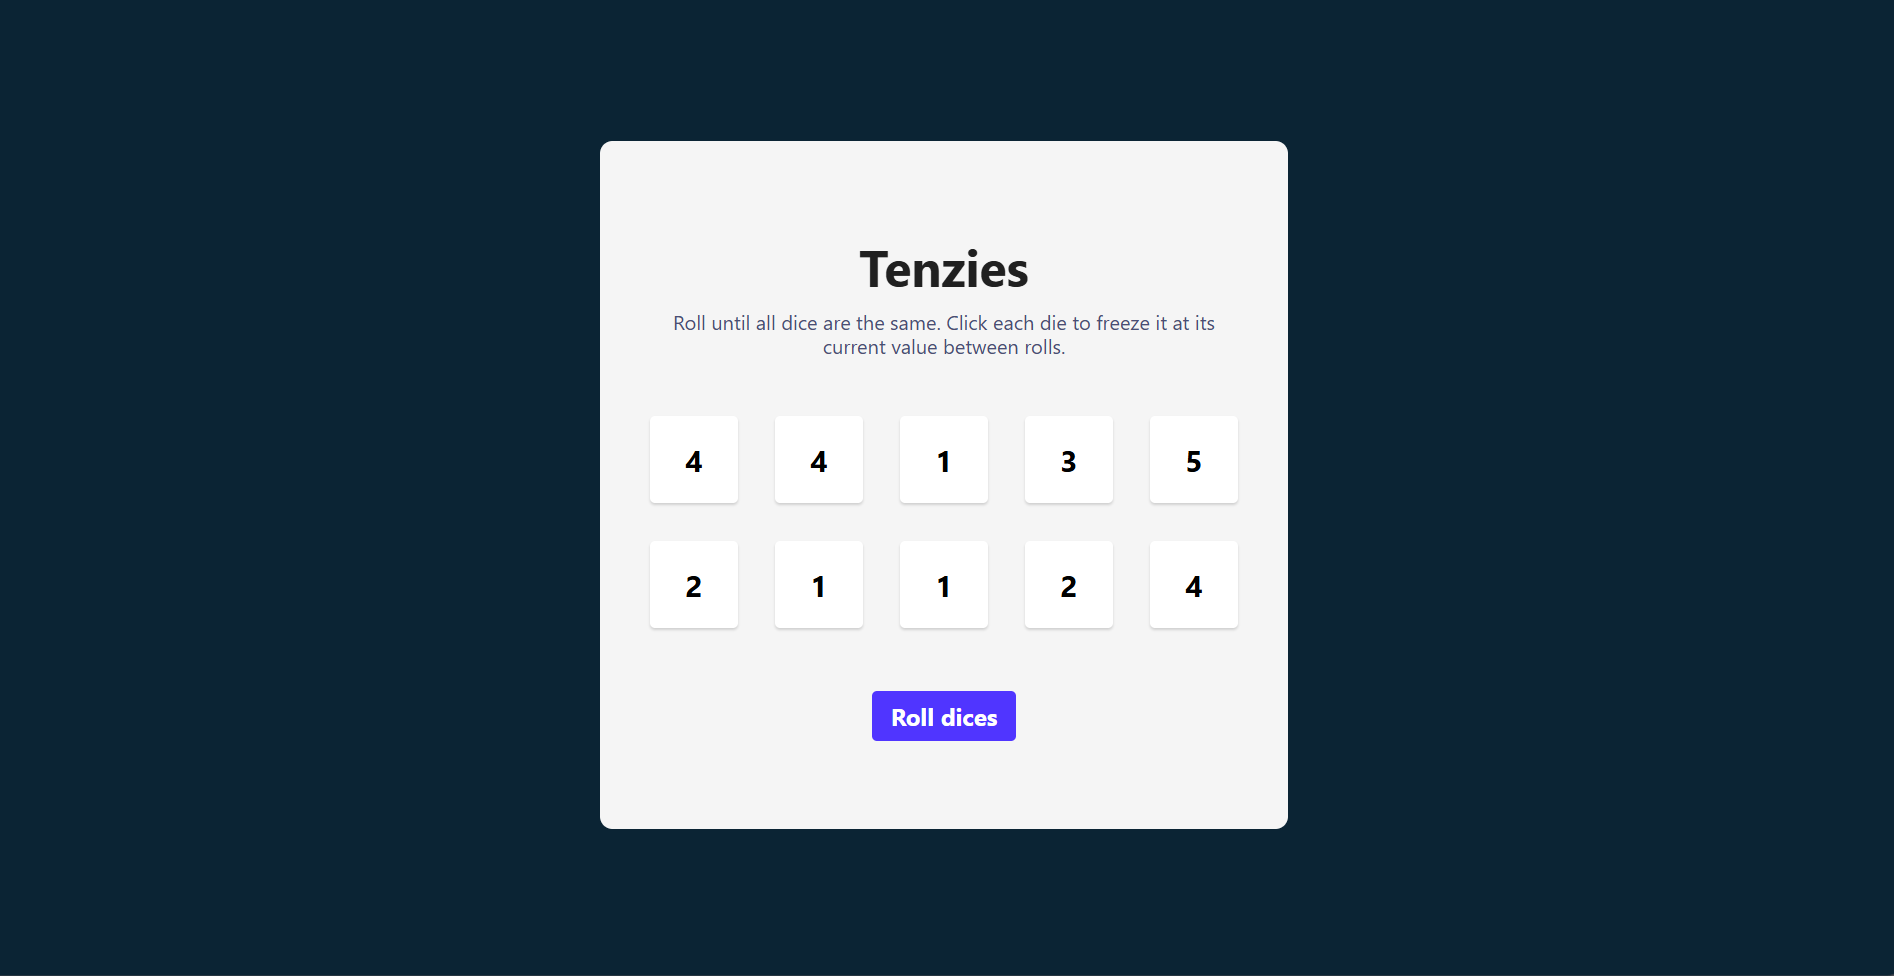 Tenzies
Roll until all dice are the same. Click each die to freeze it at its
current value between rolls.
4 4 1 3 5
2 1 1 2 4
Roll dices